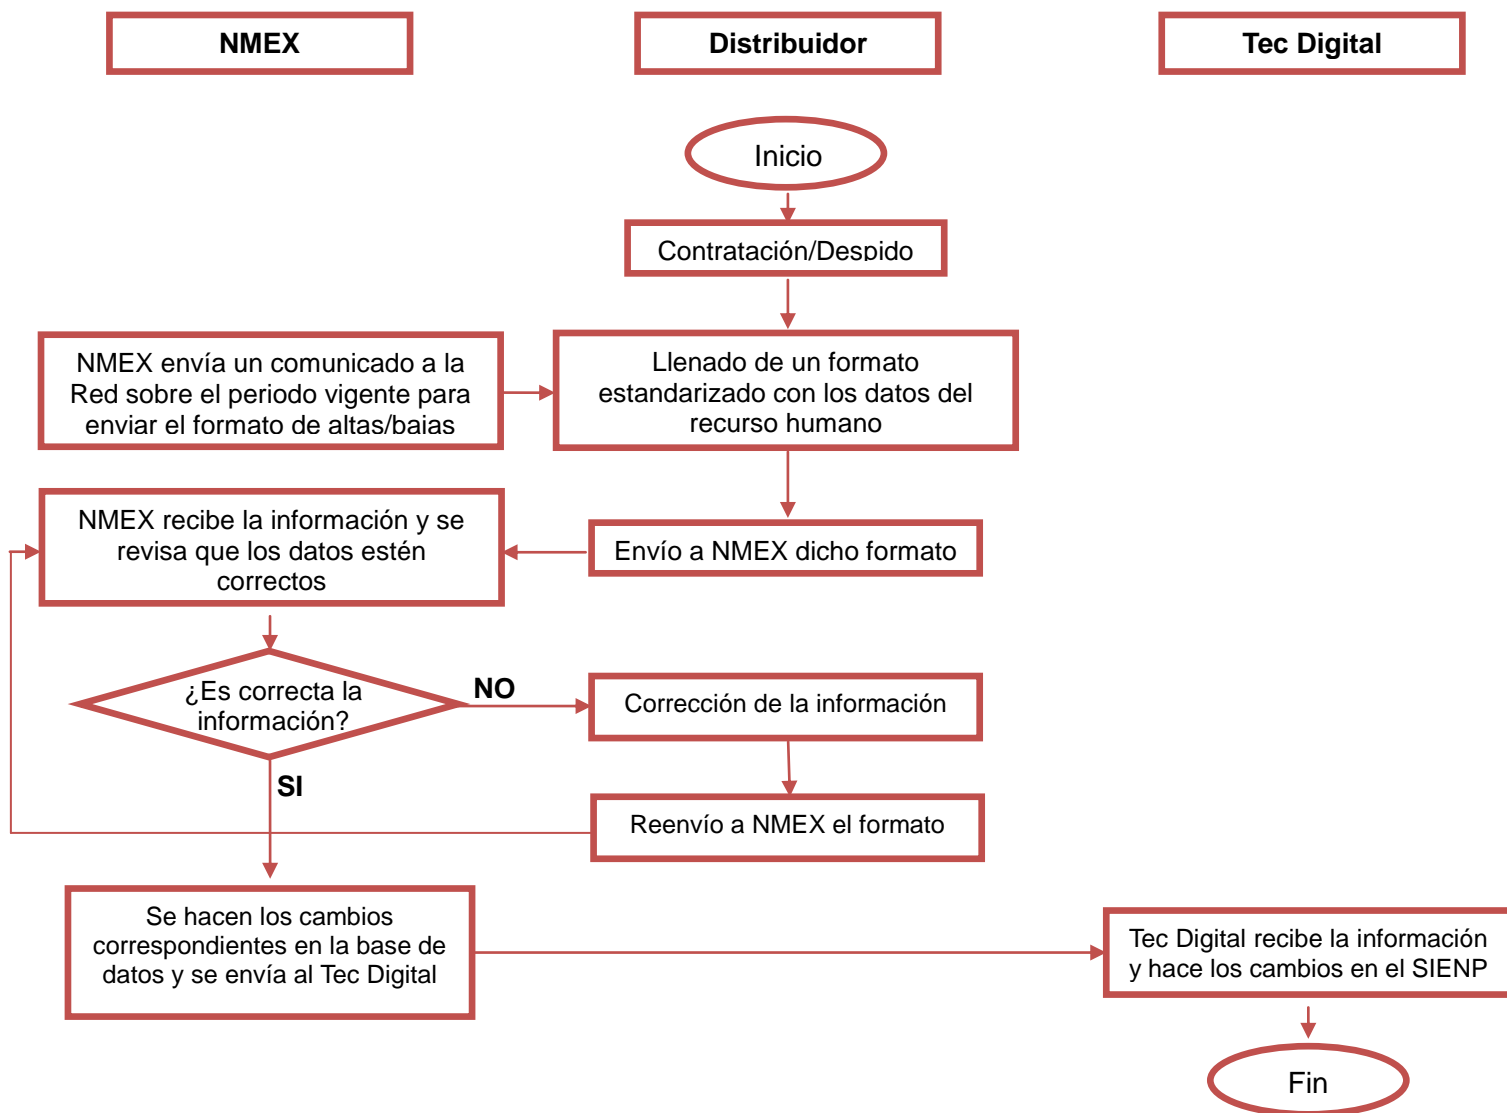 NMEX
Distribuidor
Tec Digital
Inicio
Contratación/Despido
NMEX envía un comunicado a la
Red sobre el periodo vigente para
enviar el formato de altas/bajas
Llenado de un formato
estandarizado con los datos del
recurso humano
NMEX recibe la información y se
revisa que los datos estén
correctos
Envío a NMEX dicho formato
¿Es correcta la
información?
NO
Corrección de la información
SI
Reenvío a NMEX el formato
Se hacen los cambios
correspondientes en la base de
datos y se envía al Tec Digital
Tec Digital recibe la información
y hace los cambios en el SIENP
Fin